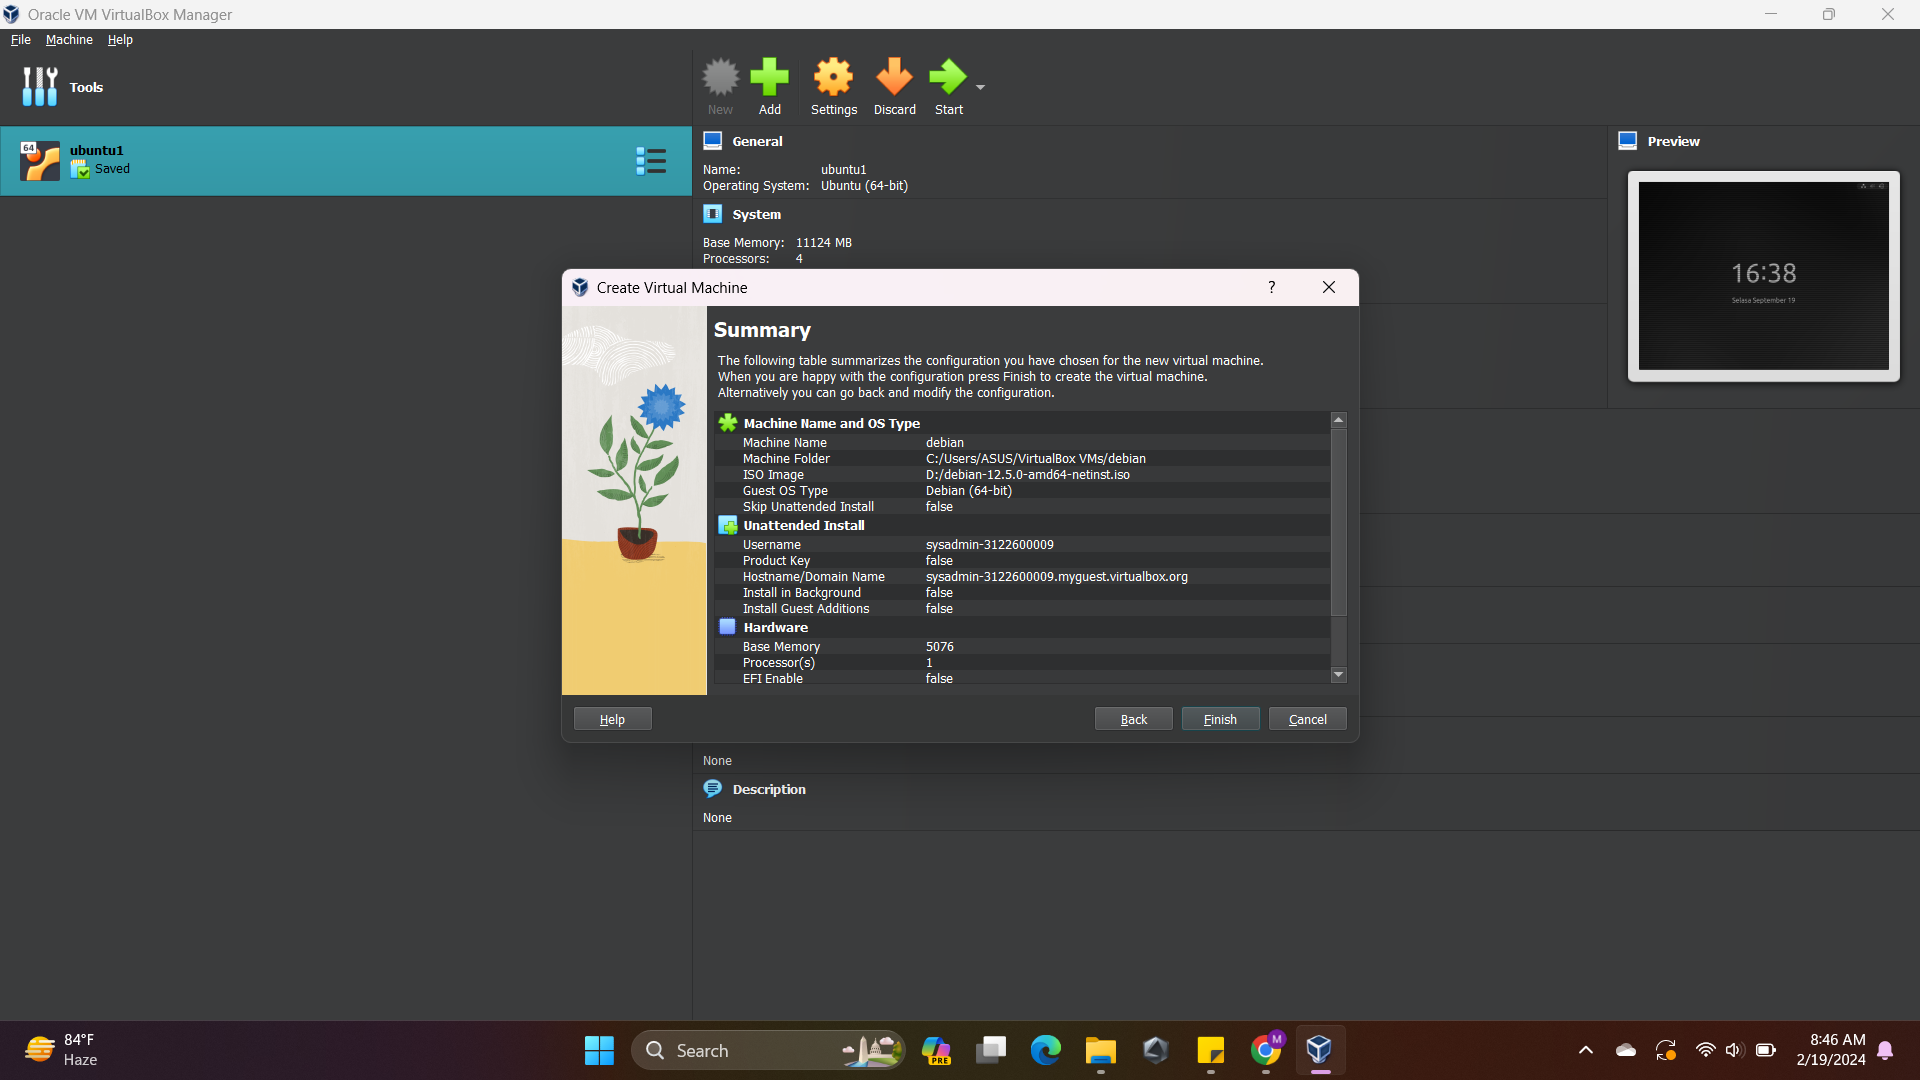 Oracle VM VirtualBox Manager
File Machine Help
Tools
New Add Settings Discard Start
64
ubuntu1
Saved
General
Name: ubuntu1
Operating System: Ubuntu (64-bit)
System
Base Memory: 11124 MB
Processors: 4
Preview
16:38
Selasa September 19
Create Virtual Machine
?
Summary
The following table summarizes the configuration you have chosen for the new virtual machine.
When you are happy with the configuration press Finish to create the virtual machine.
Alternatively you can go back and modify the configuration.
Machine Name and OS Type
Machine Name debian
Machine Folder C:/Users/ASUS/VirtualBox VMs/debian
ISO Image D:/debian-12.5.0-amd64-netinst.iso
Guest OS Type Debian (64-bit)
Skip Unattended Install false
Unattended Install
Username sysadmin-3122600009
Product Key false
Hostname/Domain Name sysadmin-3122600009.myguest.virtualbox.org
Install in Background false
Install Guest Additions false
Hardware
Base Memory 5076
Processor(s) 1
EFI Enable false
Help Back Finish Cancel
None
Description
None
84°F
Haze
Search
PRE
M
8:46 AM
2/19/2024